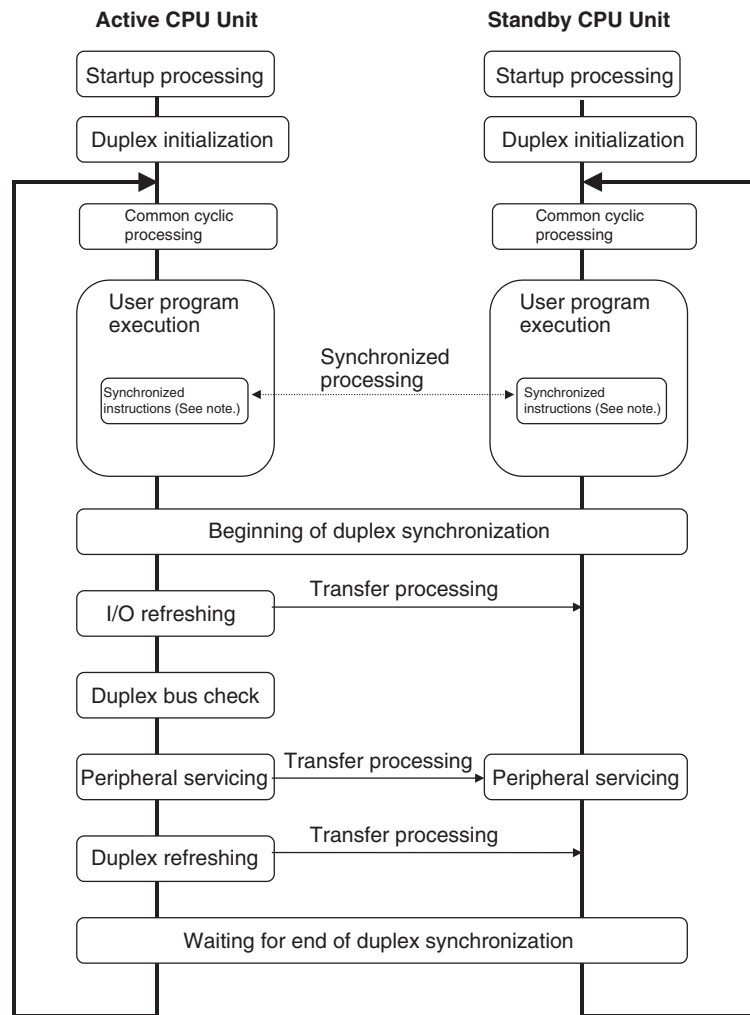 Active CPU Unit
Standby CPU Unit
Startup processing
Startup processing
Duplex initialization
Duplex initialization
Common cyclic
processing
Common cyclic
processing
User program
execution
User program
execution
Synchronized
processing
Synchronized
instructions (See note.)
Synchronized
instructions (See note.)
Beginning of duplex synchronization
Transfer processing
I/O refreshing
Duplex bus check
Transfer processing
Peripheral servicing
Peripheral servicing
Transfer processing
Duplex refreshing
Waiting for end of duplex synchronization